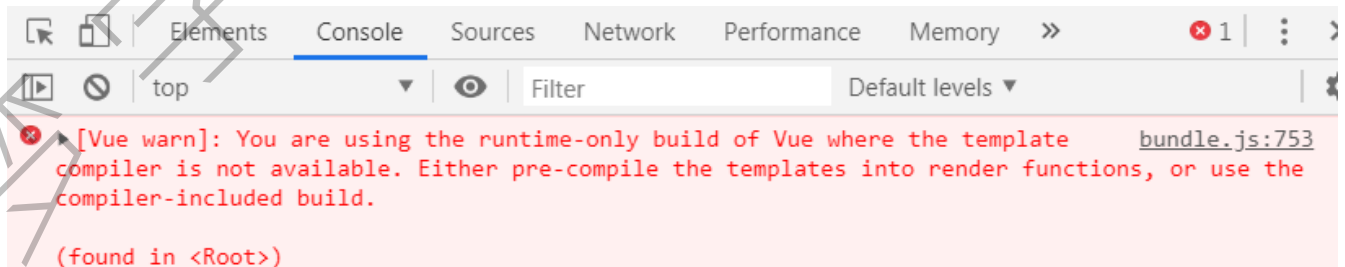 Elements Console Sources Network Performance Memory » 1
top Filter Default levels
[Vue warn]: You are using the runtime-only build of Vue where the template bundle.js:753
compiler is not available. Either pre-compile the templates into render functions, or use the
compiler-included build.
(found in <Root>)